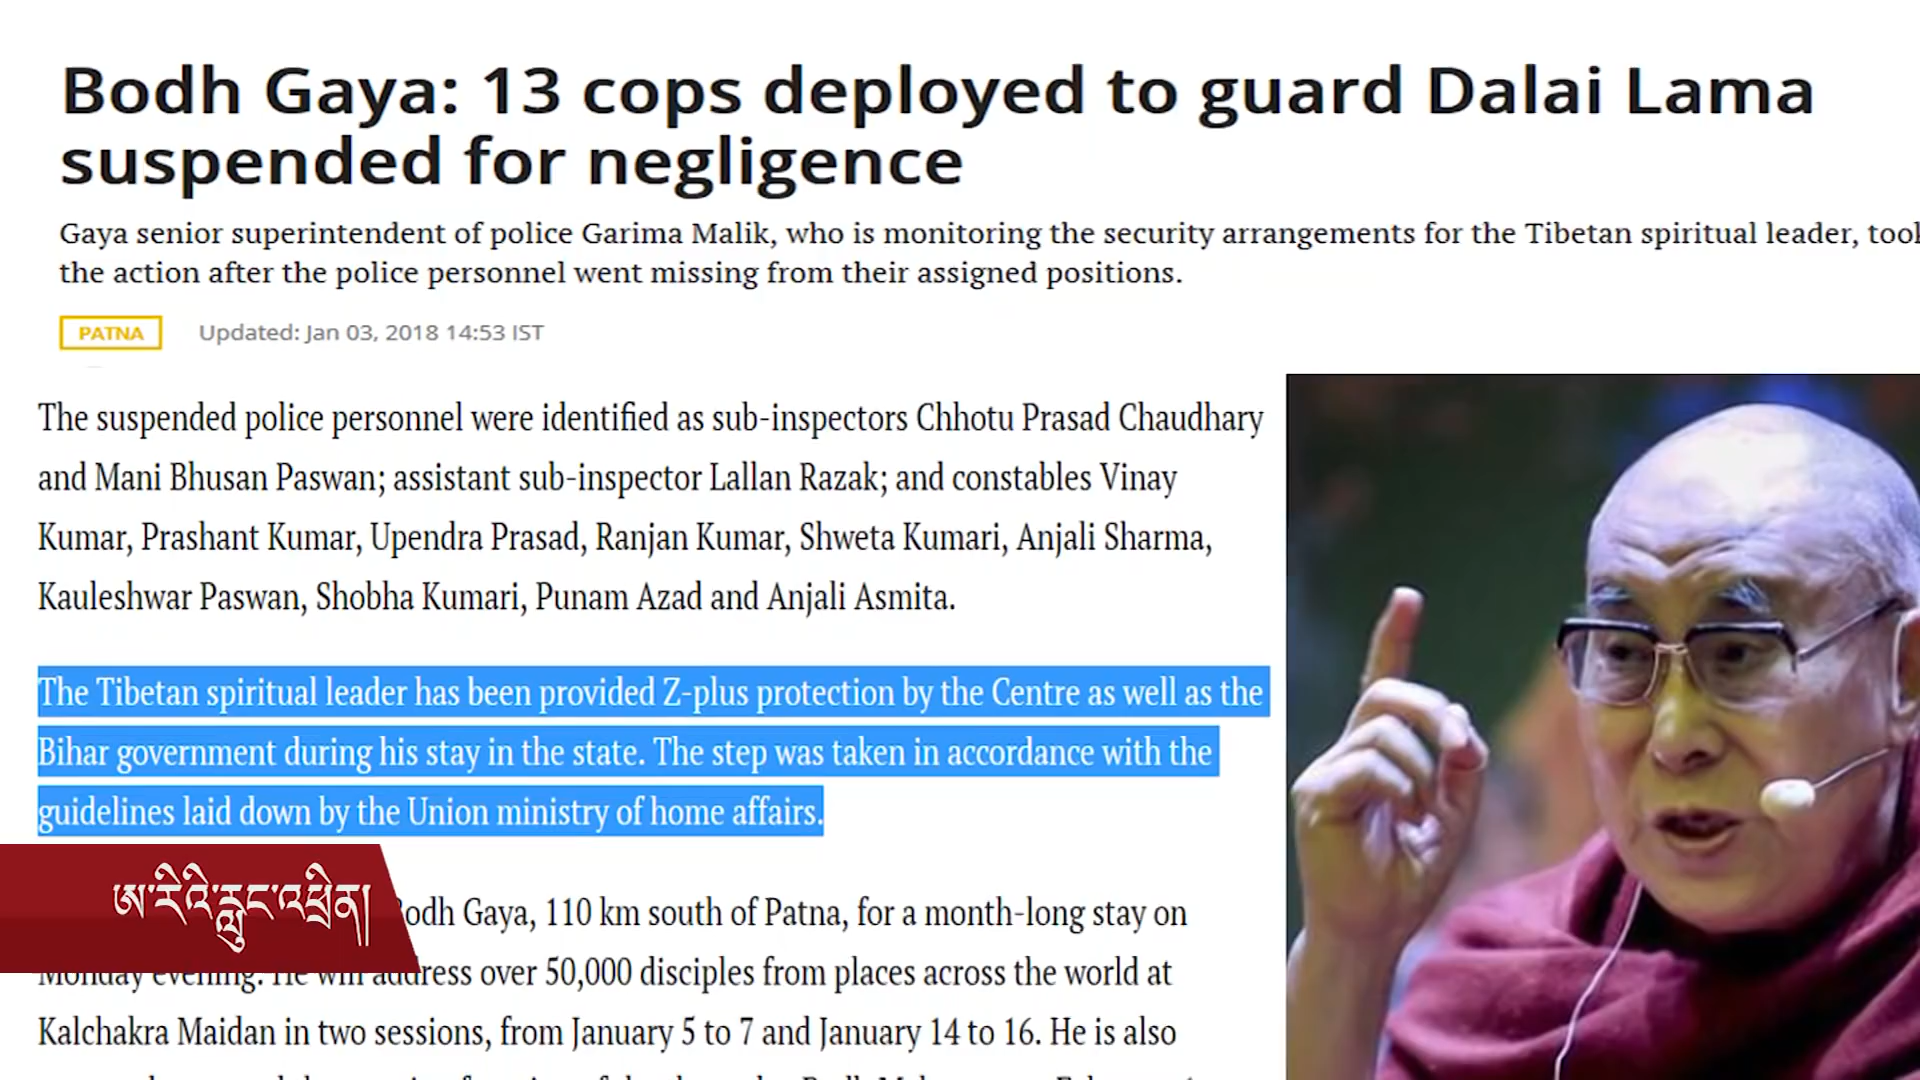 Bodh Gaya: 13 cops deployed to guard Dalai Lama
suspended for negligence
Gaya senior superintendent of police Garima Malik, who is monitoring the security arrangements for the Tibetan spiritual leader, took
the action after the police personnel went missing from their assigned positions.
PATNA Updated: Jan 03, 2018 14:53 IST
The suspended police personnel were identified as sub-inspectors Chhotu Prasad Chaudhary
and Mani Bhusan Paswan; assistant sub-inspector Lallan Razak; and constables Vinay
Kumar, Prashant Kumar, Upendra Prasad, Ranjan Kumar, Shweta Kumari, Anjali Sharma,
Kauleshwar Paswan, Shobha Kumari, Punam Azad and Anjali Asmita.
The Tibetan spiritual leader has been provided Z-plus protection by the Centre as well as the
Bihar government during his stay in the state. The step was taken in accordance with the
guidelines laid down by the Union ministry of home affairs.
ཨ་རིའི་རླུང་འཕྲིན།
Bodh Gaya, 110 km south of Patna, for a month-long stay on
Monday evening. He will address over 50,000 disciples from places across the world at
Kalchakra Maidan in two sessions, from January 5 to 7 and January 14 to 16. He is also